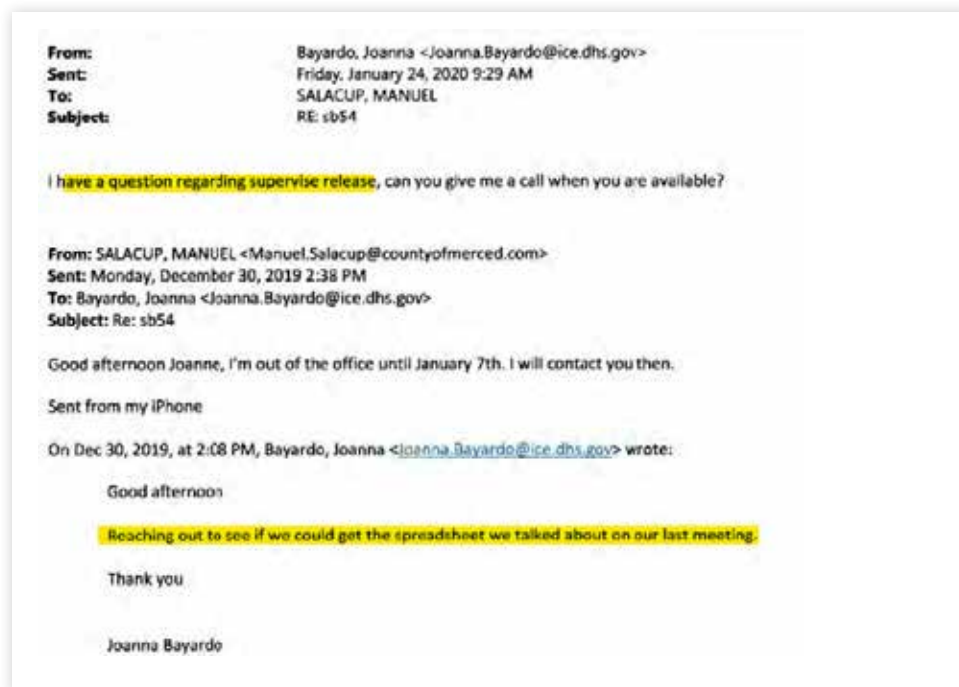 From: Bayardo, Joanna <Joanna.Bayardo@ice.dhs.gov>
Sent: Friday, January 24, 2020 9:29 AM
To: SALACUP, MANUEL
Subject: RE: sb54
I have a question regarding supervise release, can you give me a call when you are available?
From: SALACUP, MANUEL <Manuel.Salacup@countyofmerced.com>
Sent: Monday, December 30, 2019 2:38 PM
To: Bayardo, Joanna <Joanna.Bayardo@ice.dhs.gov>
Subject: Re: sb54
Good afternoon Joanne, I'm out of the office until January 7th. I will contact you then.
Sent from my iPhone
On Dec 30, 2019, at 2:08 PM, Bayardo, Joanna <Joanna.Bayardo@ice.dhs.gov> wrote:
Good afternoon
Reaching out to see if we could get the spreadsheet we talked about on our last meeting.
Thank you
Joanna Bayardo